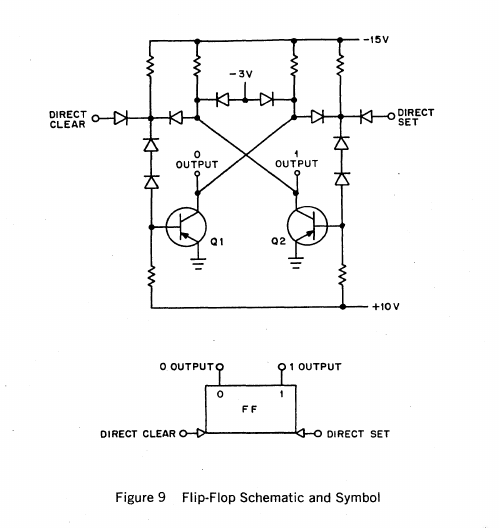 -15V
-3V
DIRECT
CLEAR
DIRECT
SET
0
OUTPUT
1
OUTPUT
Q1
Q2
+10V
0 OUTPUT
1 OUTPUT
0
1
FF
DIRECT CLEAR
DIRECT SET
Figure 9 Flip-Flop Schematic and Symbol